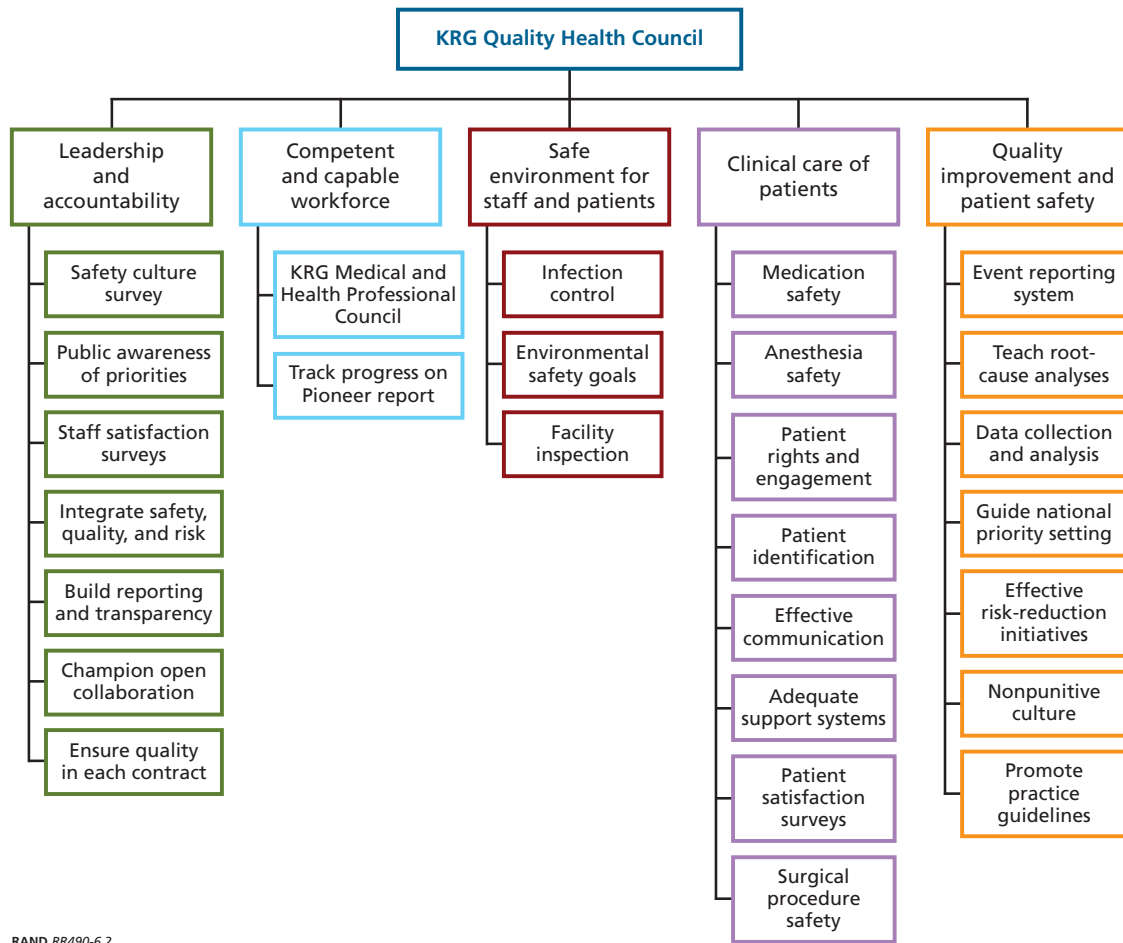 KRG Quality Health Council
Leadership
and
accountability
Safety culture
survey
Public awareness
of priorities
Staff satisfaction
surveys
Integrate safety,
quality, and risk
Build reporting
and transparency
Champion open
collaboration
Ensure quality
in each contract
Competent
and capable
workforce
KRG Medical and
Health Professional
Council
Track progress on
Pioneer report
Safe
environment for
staff and patients
Infection
control
Environmental
safety goals
Facility
inspection
Clinical care of
patients
Medication
safety
Anesthesia
safety
Patient
rights and
engagement
Patient
identification
Effective
communication
Adequate
support systems
Patient
satisfaction
surveys
Surgical
procedure
safety
Quality
improvement and
patient safety
Event reporting
system
Teach root-
cause analyses
Data collection
and analysis
Guide national
priority setting
Effective
risk-reduction
initiatives
Nonpunitive
culture
Promote
practice
guidelines
RAND RR490-6.2